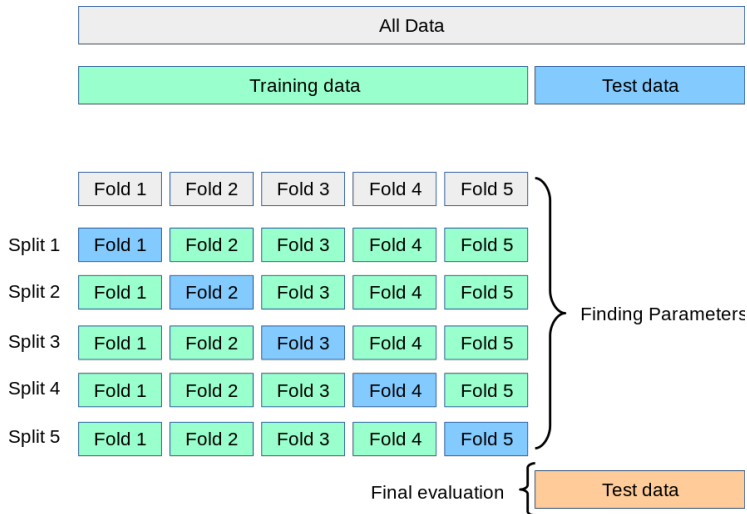 All Data
Training data Test data
Fold 1 Fold 2 Fold 3 Fold 4 Fold 5
Split 1 Fold 1 Fold 2 Fold 3 Fold 4 Fold 5
Split 2 Fold 1 Fold 2 Fold 3 Fold 4 Fold 5
Finding Parameters
Split 3 Fold 1 Fold 2 Fold 3 Fold 4 Fold 5
Split 4 Fold 1 Fold 2 Fold 3 Fold 4 Fold 5
Split 5 Fold 1 Fold 2 Fold 3 Fold 4 Fold 5
Final evaluation Test data